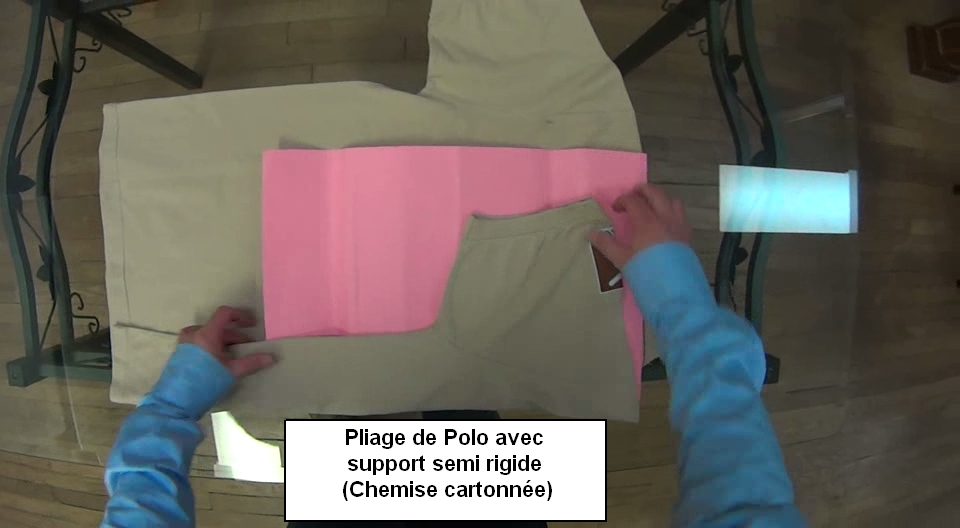 Pliage de Polo avec
support semi rigide
(Chemise cartonnée)